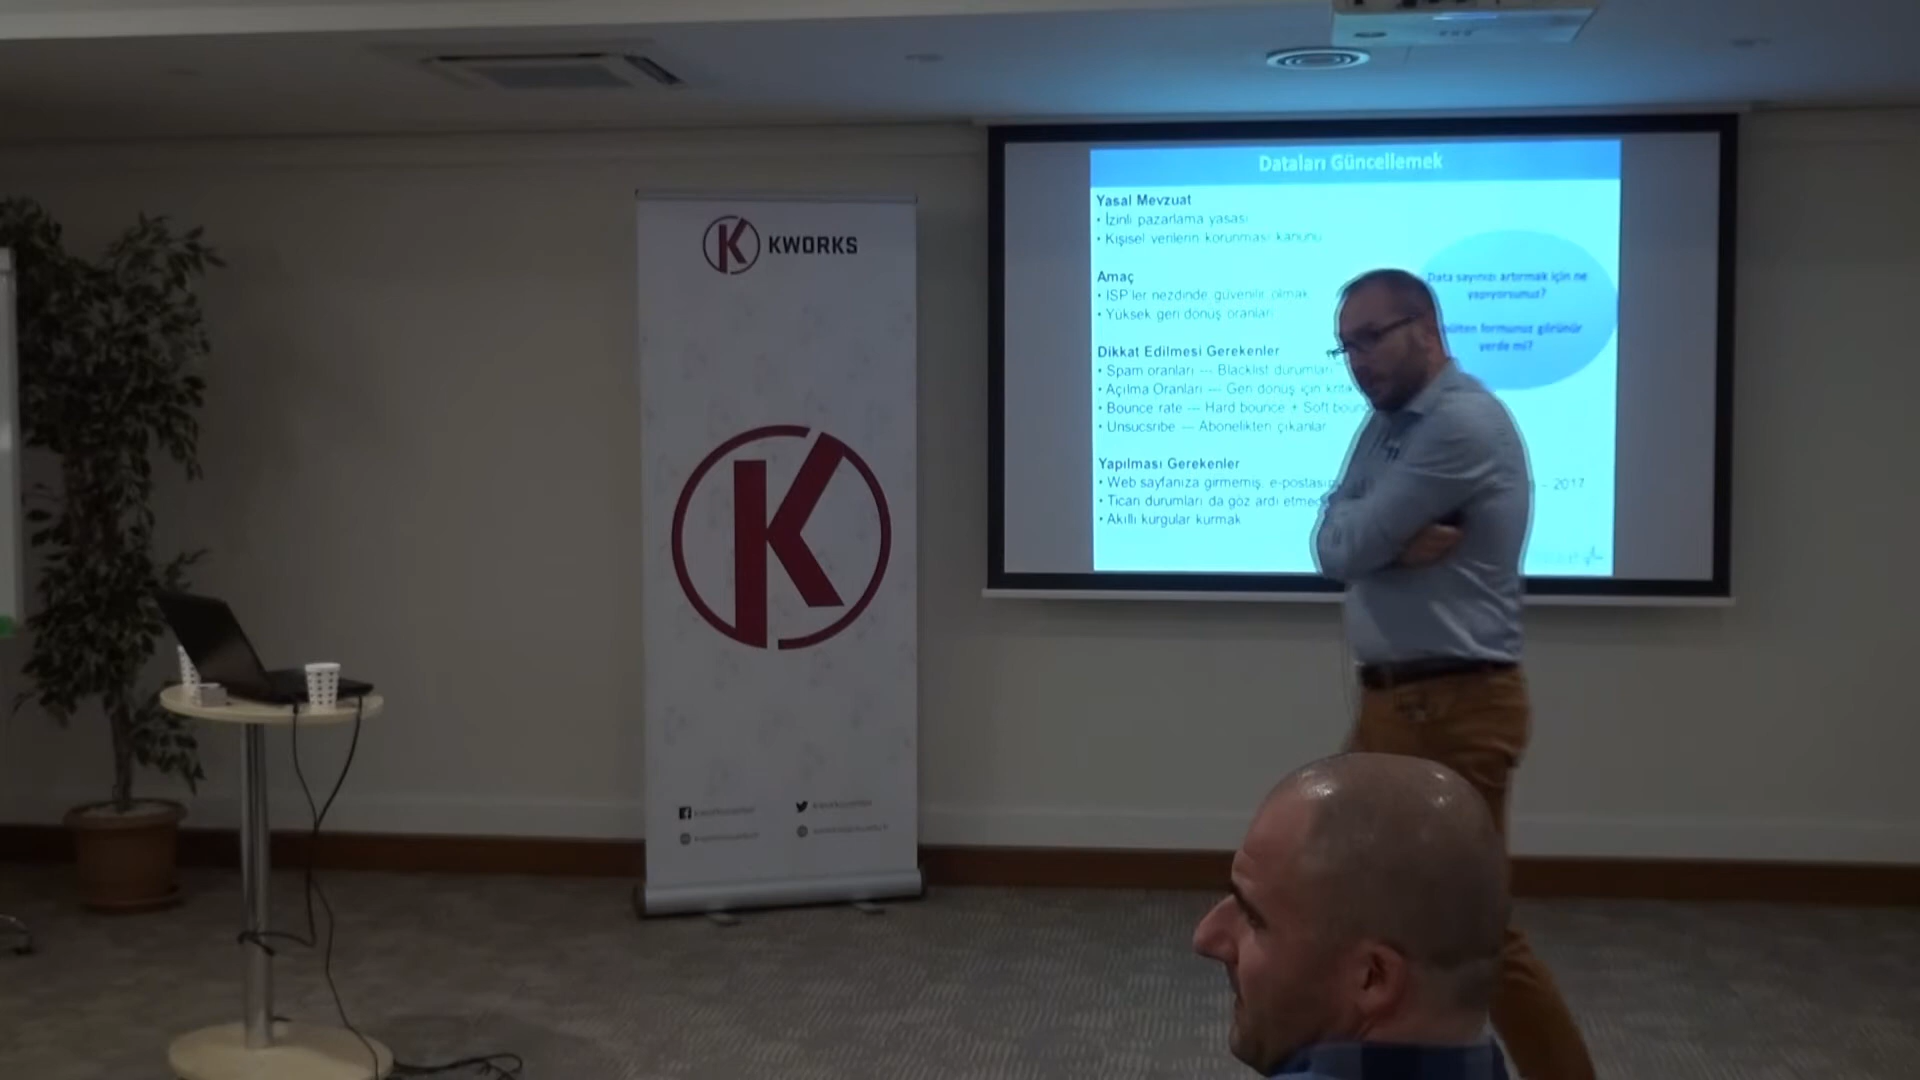 KWORKS
Dataları Güncellemek
Yasal Mevzuat
• İzinli pazarlama yasası
• Kişisel verilerin korunması kanunu
Amaç
• ISP'ler nezdinde güvenilir olmak
• Yüksek geri dönüş oranları
Dikkat Edilmesi Gerekenler
• Spam oranları --- Blacklist durumları
• Açılma Oranları --- Geri dönüş için kritik
• Bounce rate --- Hard bounce + Soft boun
• Unsucsribe --- Abonelikten çıkanlar
Yapılması Gerekenler
• Web sayfanıza girmemiş, e-postasın – 2017
• Ticari durumları da göz ardı etmed
• Akıllı kurgular kurmak
Data sayınızı artırmak için ne
yapıyorsunuz?
bülten formunuz görünür
yerde mi?